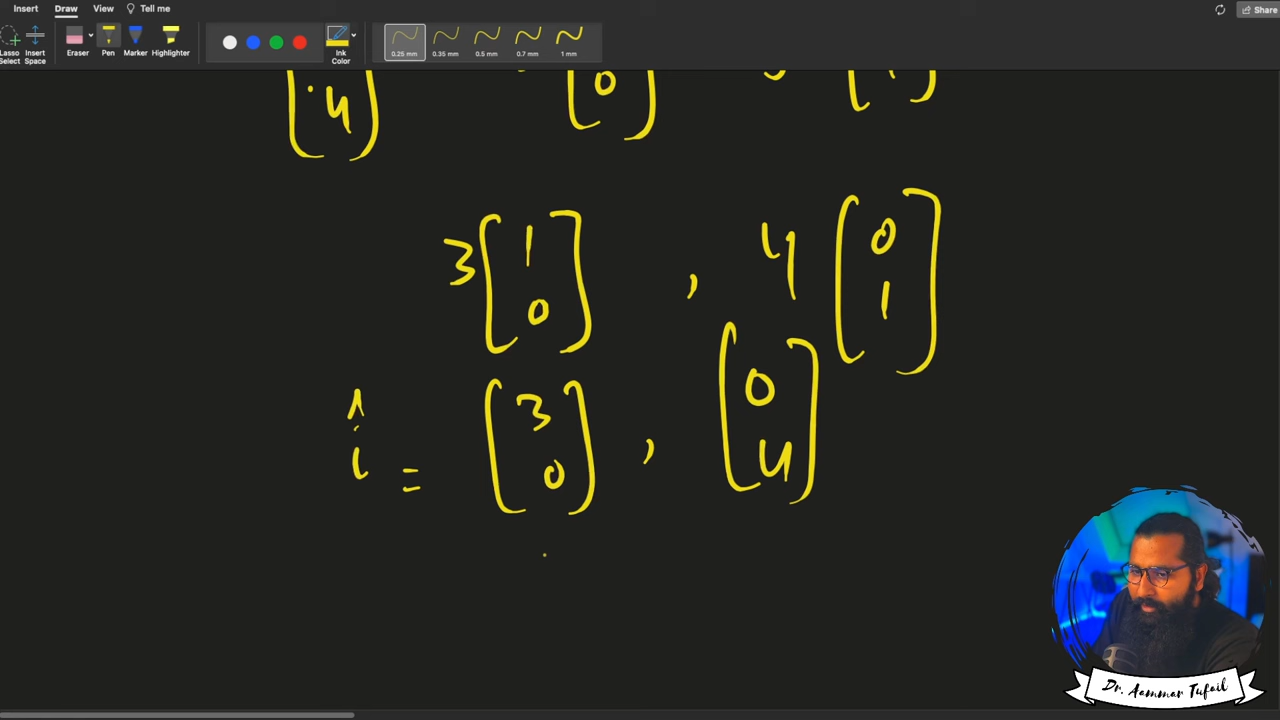 Insert Draw View Tell me
Share
Lasso Select
Insert Space
Eraser
Pen
Marker
Highlighter
Ink Color
0.25 mm
0.35 mm
0.5 mm
0.7 mm
1 mm
4
0
3 [1 0] , 4 [0 1]
î = [3 0] , [0 4]
Dr. Aammar Tufail